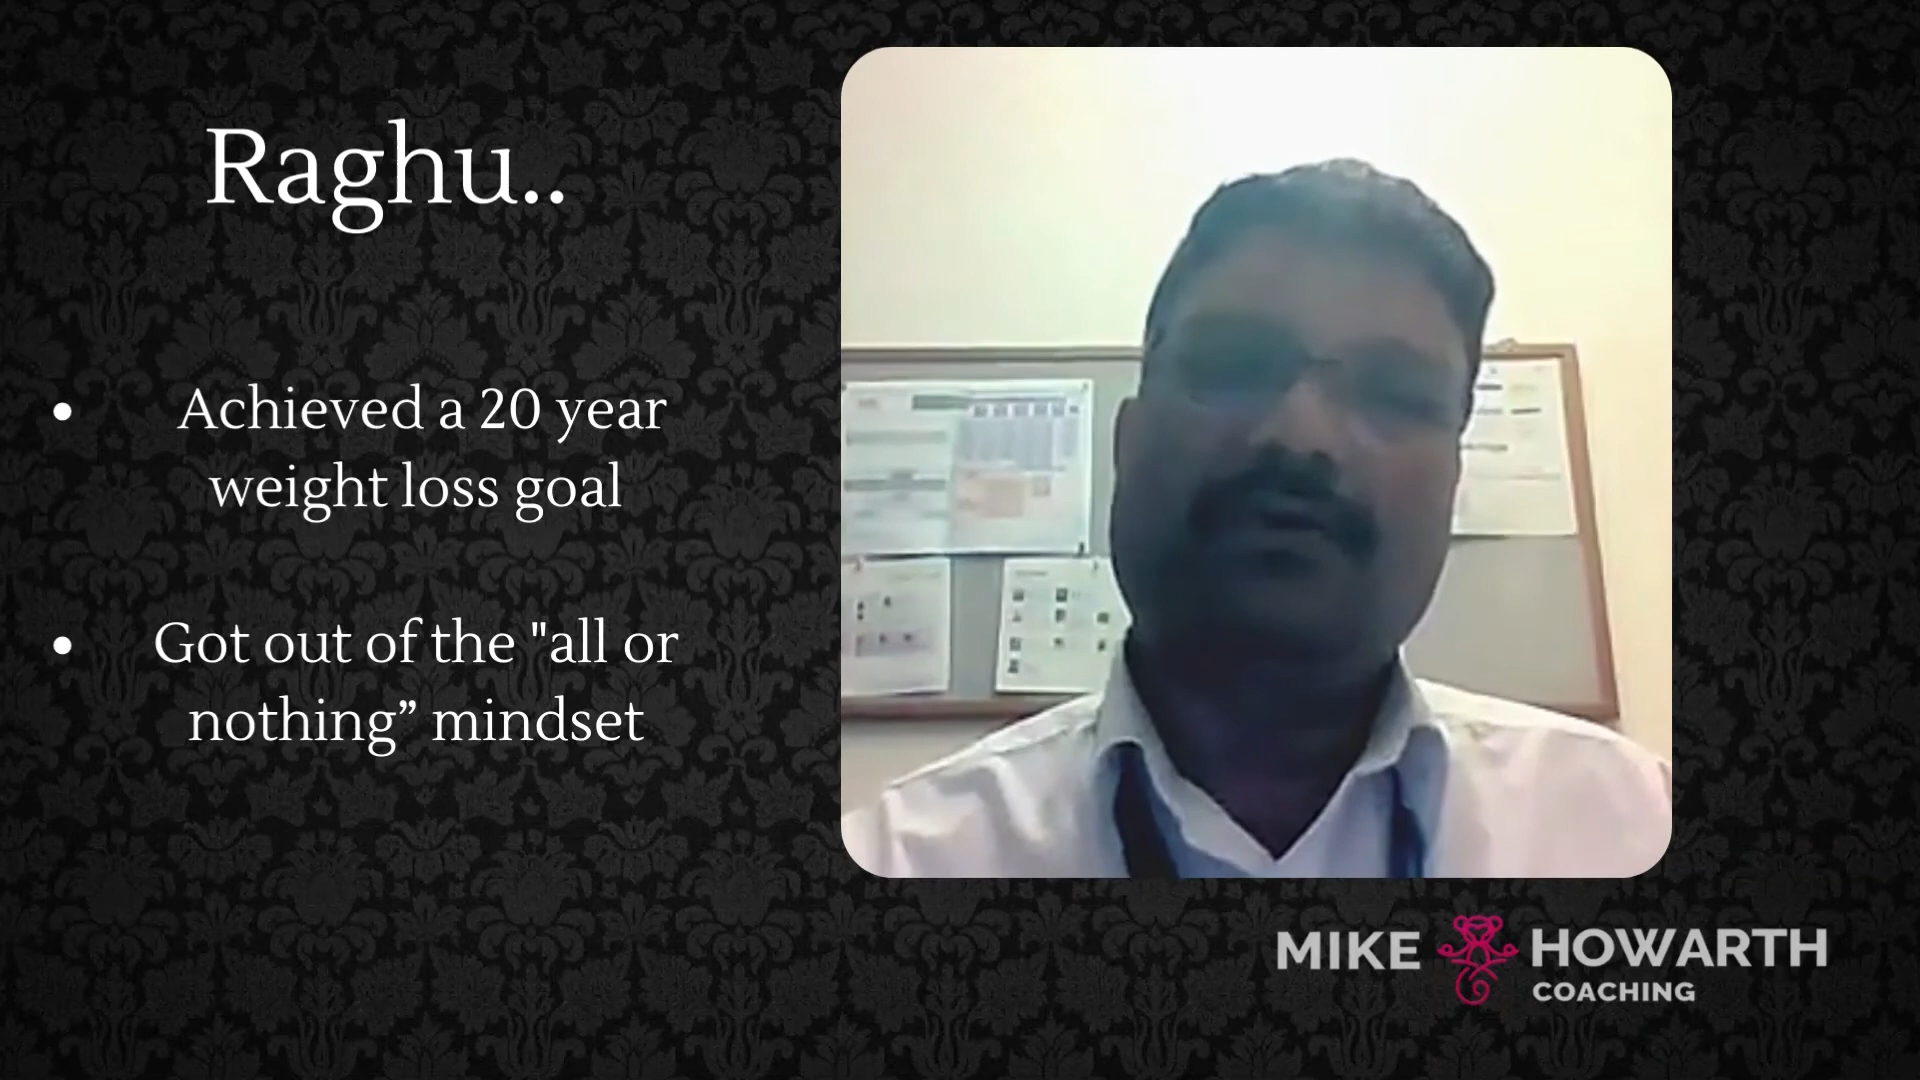 Raghu..
• Achieved a 20 year
weight loss goal
• Got out of the "all or
nothing” mindset
MIKE HOWARTH
COACHING